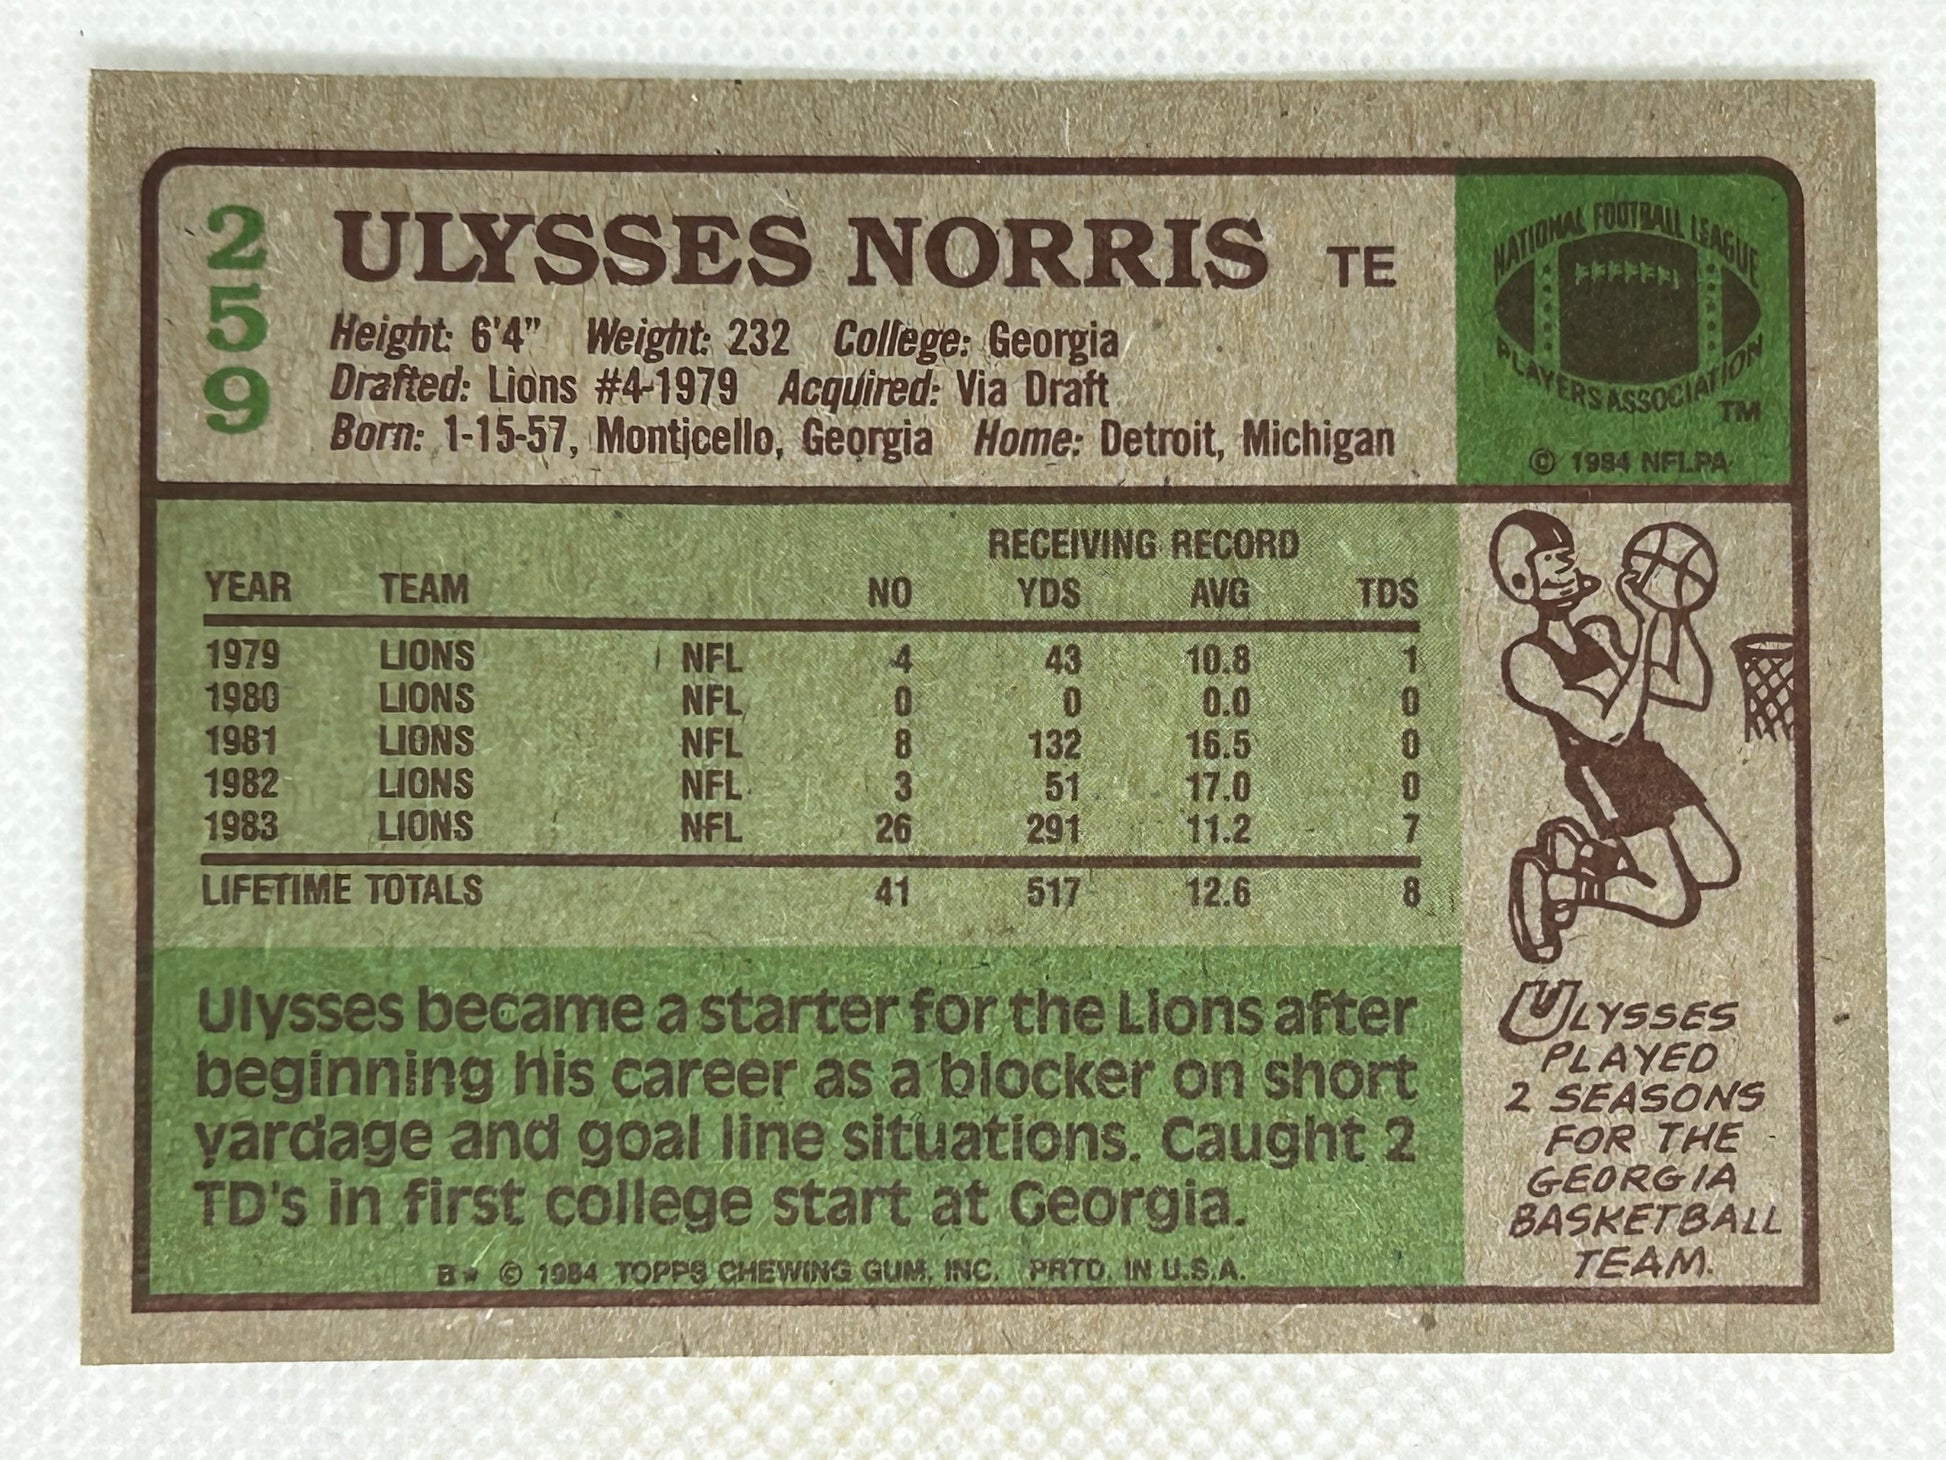 259
ULYSSES NORRIS TE
Height: 6'4" Weight: 232 College: Georgia
Drafted: Lions #4-1979 Acquired: Via Draft
Born: 1-15-57, Monticello, Georgia Home: Detroit, Michigan
NATIONAL FOOTBALL LEAGUE
PLAYERS ASSOCIATION
TM
© 1984 NFLPA
RECEIVING RECORD
YEAR TEAM NO YDS AVG TDS
1979 LIONS NFL 4 43 10.8 1
1980 LIONS NFL 0 0 0.0 0
1981 LIONS NFL 8 132 16.5 0
1982 LIONS NFL 3 51 17.0 0
1983 LIONS NFL 26 291 11.2 7
LIFETIME TOTALS 41 517 12.6 8
Ulysses became a starter for the Lions after
beginning his career as a blocker on short
yardage and goal line situations. Caught 2
TD's in first college start at Georgia.
B* © 1984 TOPPS CHEWING GUM, INC. PRTD. IN U.S.A.
ULYSSES
PLAYED
2 SEASONS
FOR THE
GEORGIA
BASKETBALL
TEAM.